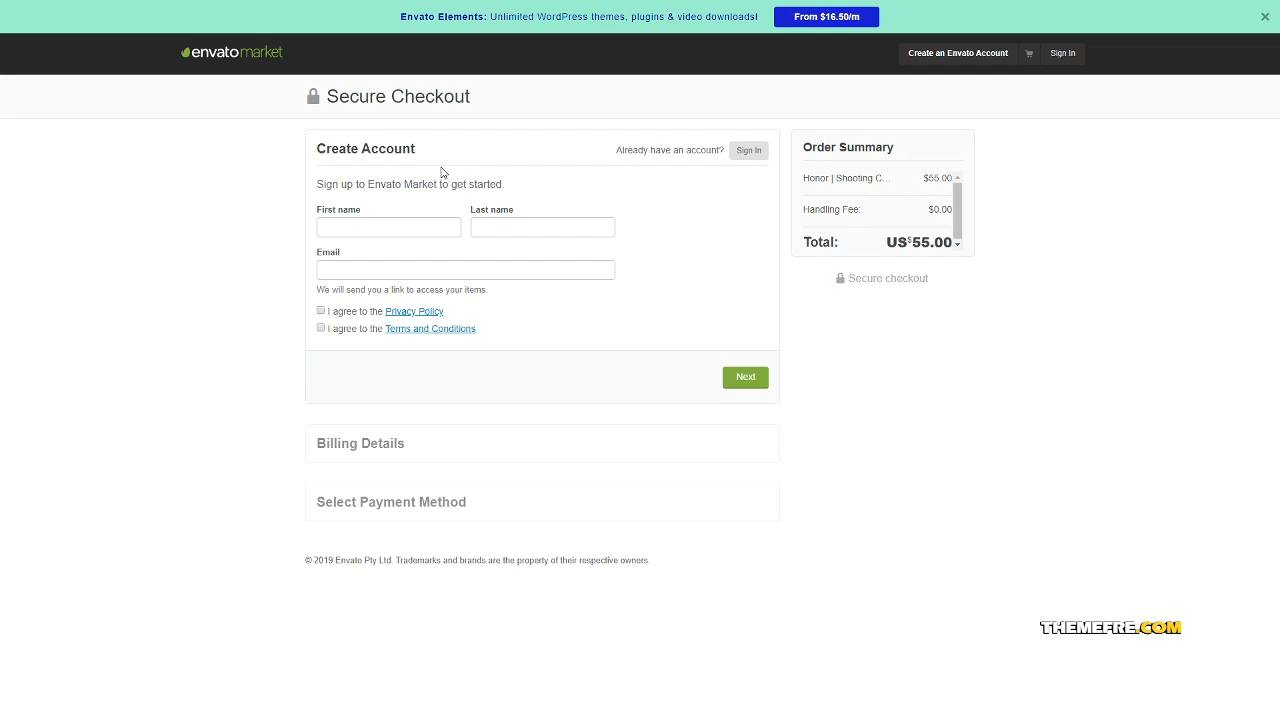 Envato Elements: Unlimited WordPress themes, plugins & video downloads! From $16.50/m
envatomarket Create an Envato Account Sign In
Secure Checkout
Create Account Already have an account? Sign In
Sign up to Envato Market to get started.
First name Last name
Email
We will send you a link to access your items.
I agree to the Privacy Policy
I agree to the Terms and Conditions
Next
Billing Details
Select Payment Method
Order Summary
Honor | Shooting C... $55.00
Handling Fee: $0.00
Total: US$55.00
Secure checkout
© 2019 Envato Pty Ltd. Trademarks and brands are the property of their respective owners.
THEMEFRE.COM